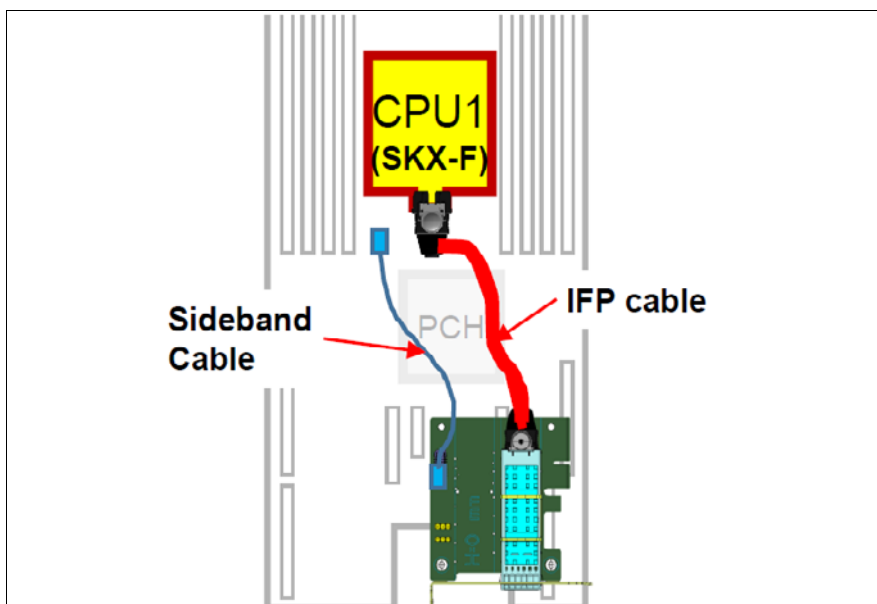 CPU1
(SKX-F)
IFP cable
Sideband
Cable
PCH